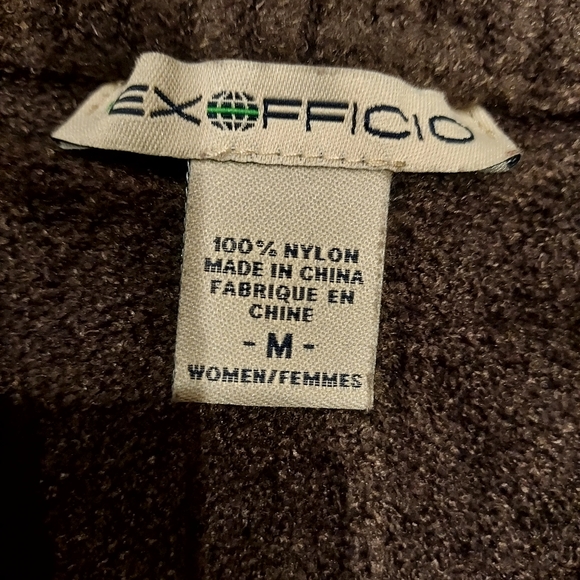 EXOFFICIO
100% NYLON
MADE IN CHINA
FABRIQUE EN
CHINE
- M -
WOMEN/FEMMES